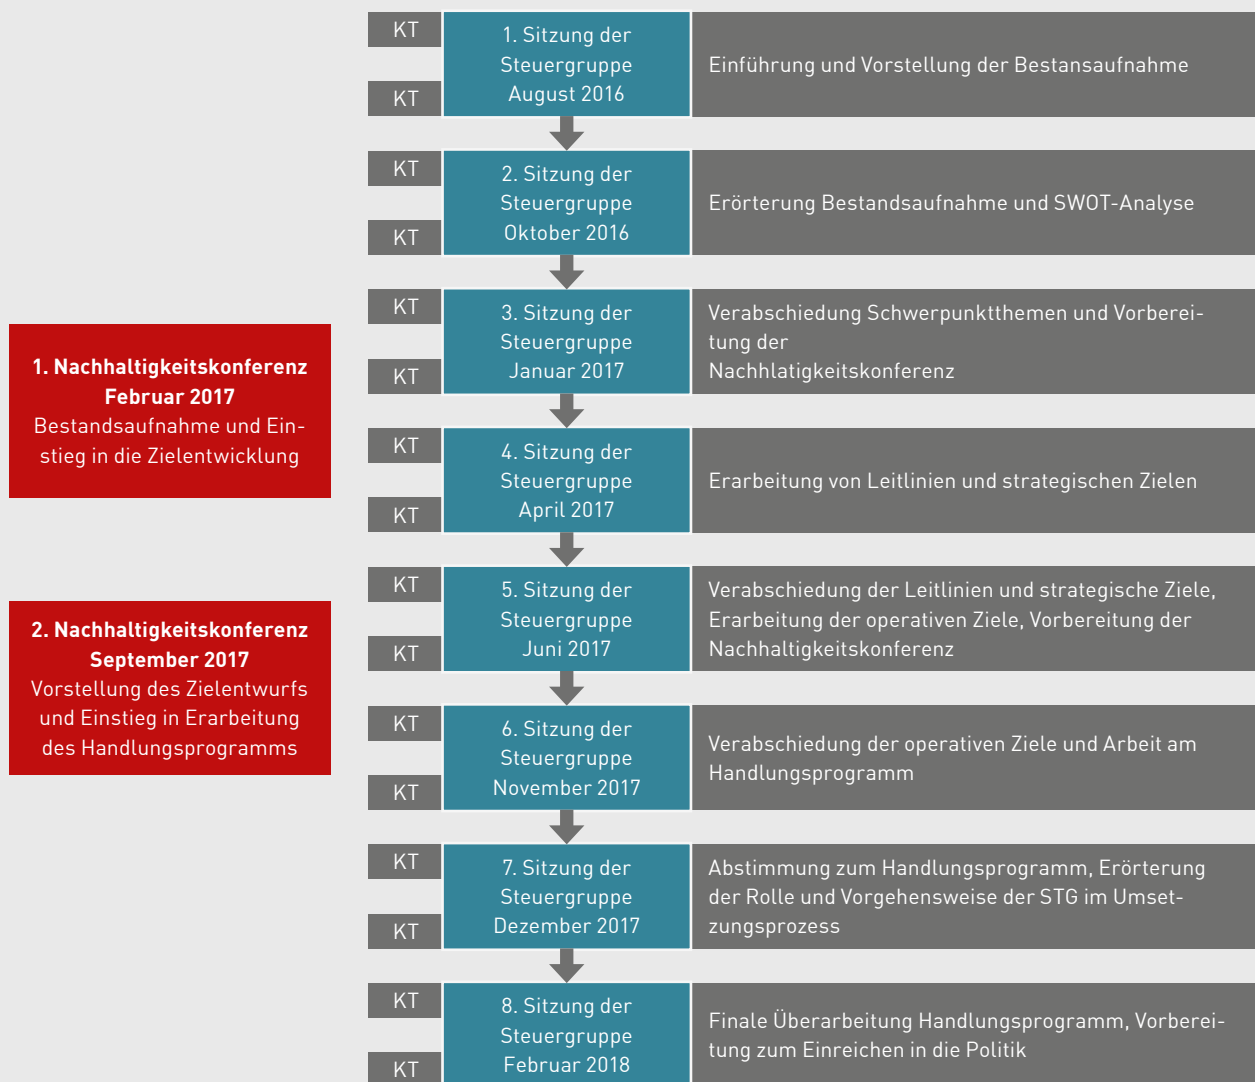 KT
KT
1. Sitzung der
Steuergruppe
August 2016
Einführung und Vorstellung der Bestansaufnahme
KT
KT
2. Sitzung der
Steuergruppe
Oktober 2016
Erörterung Bestandsaufnahme und SWOT-Analyse
KT
KT
3. Sitzung der
Steuergruppe
Januar 2017
Verabschiedung Schwerpunktthemen und Vorberei-
tung der
Nachhlatigkeitskonferenz
1. Nachhaltigkeitskonferenz
Februar 2017
Bestandsaufnahme und Ein-
stieg in die Zielentwicklung
KT
KT
4. Sitzung der
Steuergruppe
April 2017
Erarbeitung von Leitlinien und strategischen Zielen
KT
KT
5. Sitzung der
Steuergruppe
Juni 2017
Verabschiedung der Leitlinien und strategische Ziele,
Erarbeitung der operativen Ziele, Vorbereitung der
Nachhaltigkeitskonferenz
2. Nachhaltigkeitskonferenz
September 2017
Vorstellung des Zielentwurfs
und Einstieg in Erarbeitung
des Handlungsprogramms
KT
KT
6. Sitzung der
Steuergruppe
November 2017
Verabschiedung der operativen Ziele und Arbeit am
Handlungsprogramm
KT
KT
7. Sitzung der
Steuergruppe
Dezember 2017
Abstimmung zum Handlungsprogramm, Erörterung
der Rolle und Vorgehensweise der STG im Umset-
zungsprozess
KT
KT
8. Sitzung der
Steuergruppe
Februar 2018
Finale Überarbeitung Handlungsprogramm, Vorberei-
tung zum Einreichen in die Politik